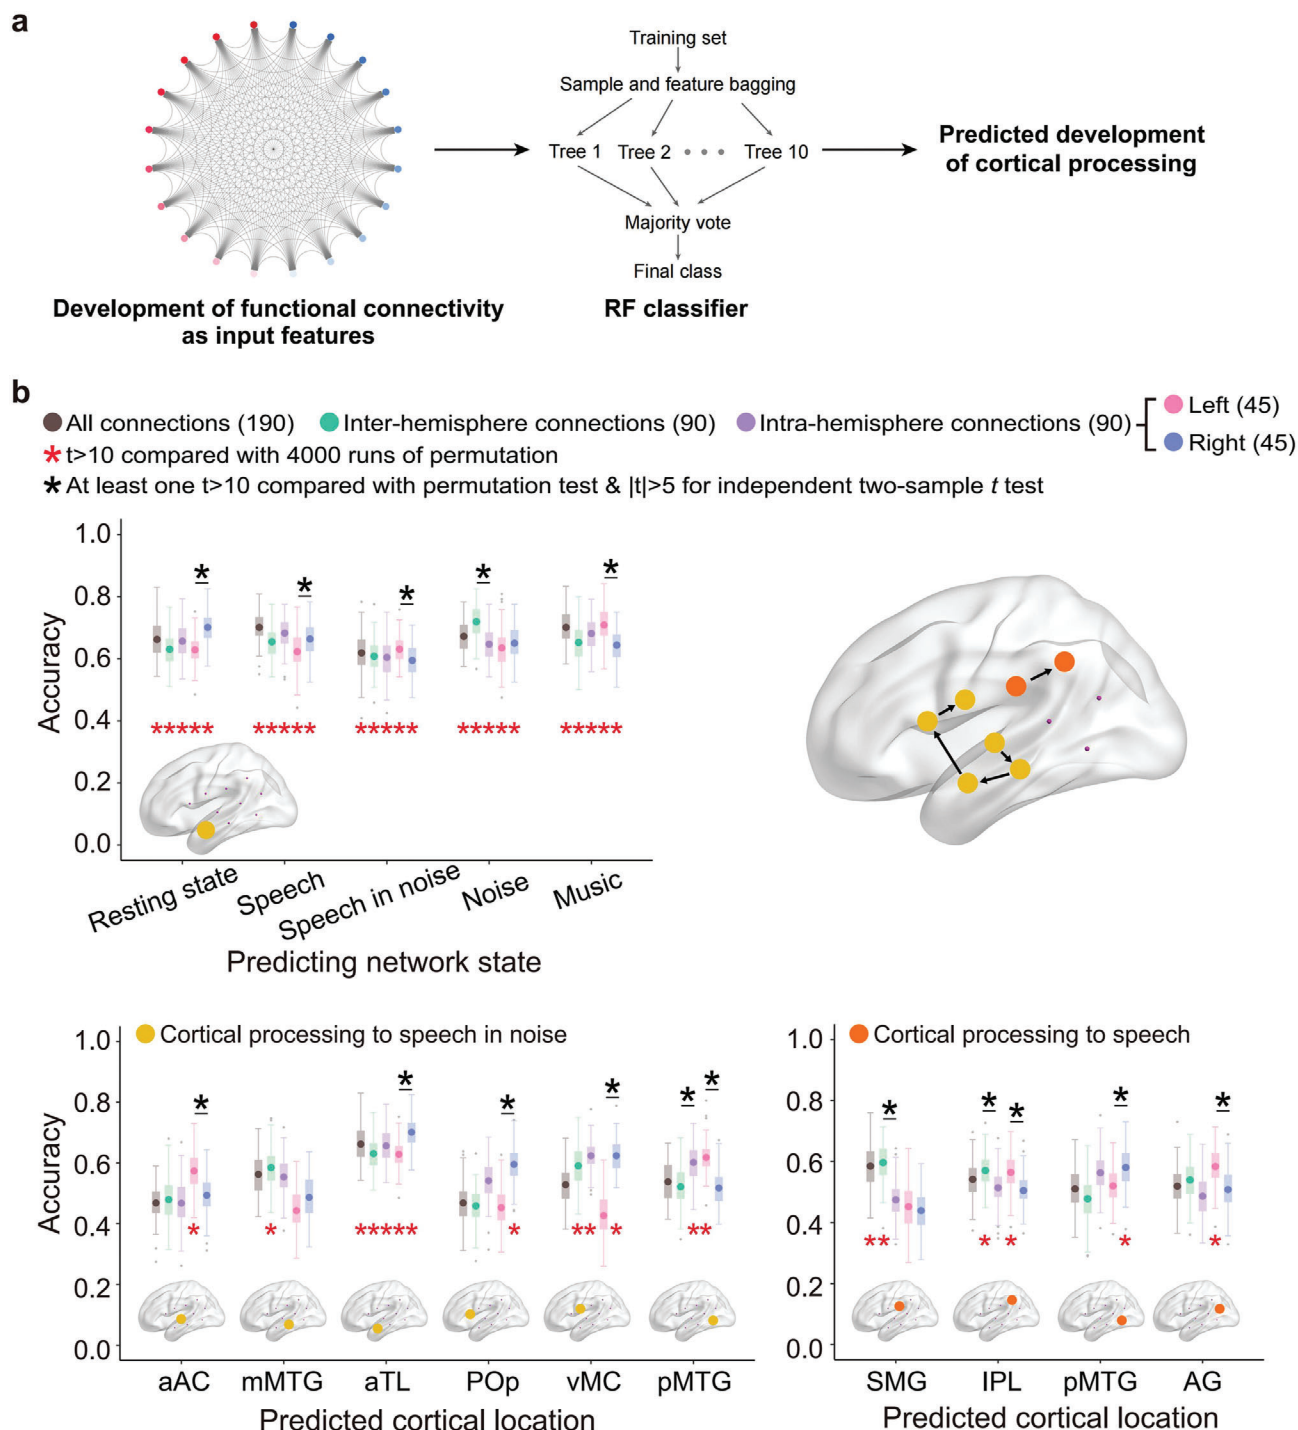 a
Training set
Sample and feature bagging
Tree 1 Tree 2 • • • Tree 10
Majority vote
Final class
Development of functional connectivity
as input features
RF classifier
Predicted development
of cortical processing
b
All connections (190) Inter-hemisphere connections (90) Intra-hemisphere connections (90)
Left (45)
Right (45)
* t>10 compared with 4000 runs of permutation
* At least one t>10 compared with permutation test & |t|>5 for independent two-sample t test
Accuracy
1.0
0.8
0.6
0.4
0.2
0.0
* * * * *
***** ***** ***** ***** *****
Resting state
Speech
Speech in noise
Noise
Music
Predicting network state
Cortical processing to speech in noise
Accuracy
1.0
0.8
0.6
0.4
0.2
0.0
* * * * * *
* * ***** * ** * **
aAC mMTG aTL POp vMC pMTG
Predicted cortical location
Cortical processing to speech
1.0
0.8
0.6
0.4
0.2
0.0
* * * * *
** * * * *
SMG IPL pMTG AG
Predicted cortical location